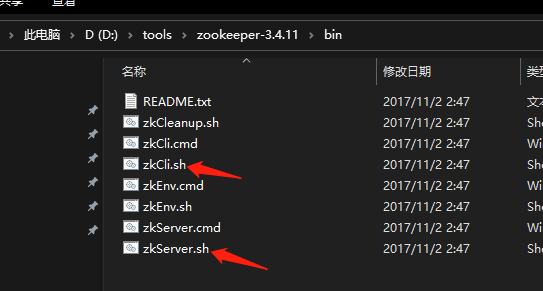 共享 查看
此电脑 > D (D:) > tools > zookeeper-3.4.11 > bin
名称 修改日期 类
README.txt 2017/11/2 2:47 文
zkCleanup.sh 2017/11/2 2:47 She
zkCli.cmd 2017/11/2 2:47 Wi
zkCli.sh 2017/11/2 2:47 She
zkEnv.cmd 2017/11/2 2:47 Wi
zkEnv.sh 2017/11/2 2:47 She
zkServer.cmd 2017/11/2 2:47 Wi
zkServer.sh 2017/11/2 2:47 She